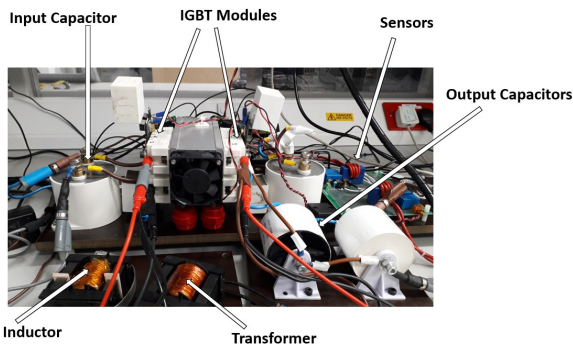 Input Capacitor
IGBT Modules
Sensors
Output Capacitors
Inductor
Transformer